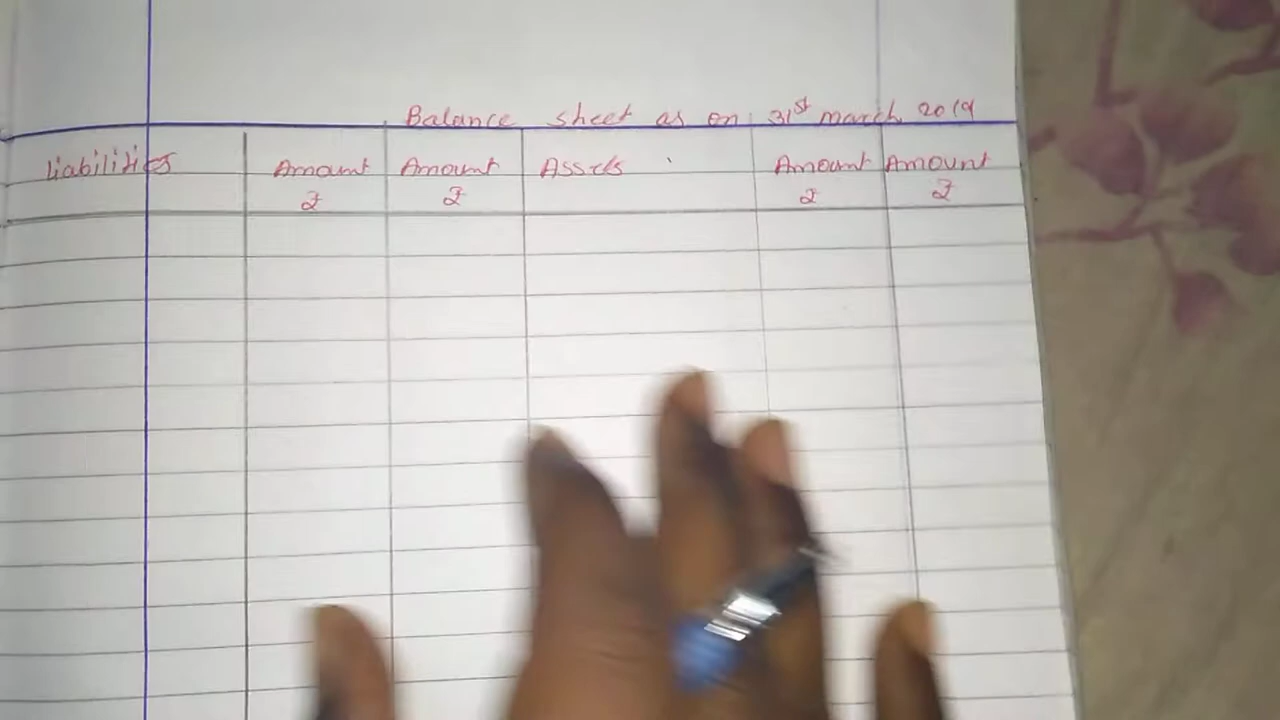 Balance sheet as on 31st march 2019
liabilities Amount Amount Assets Amount Amount
₹ ₹ ₹ ₹